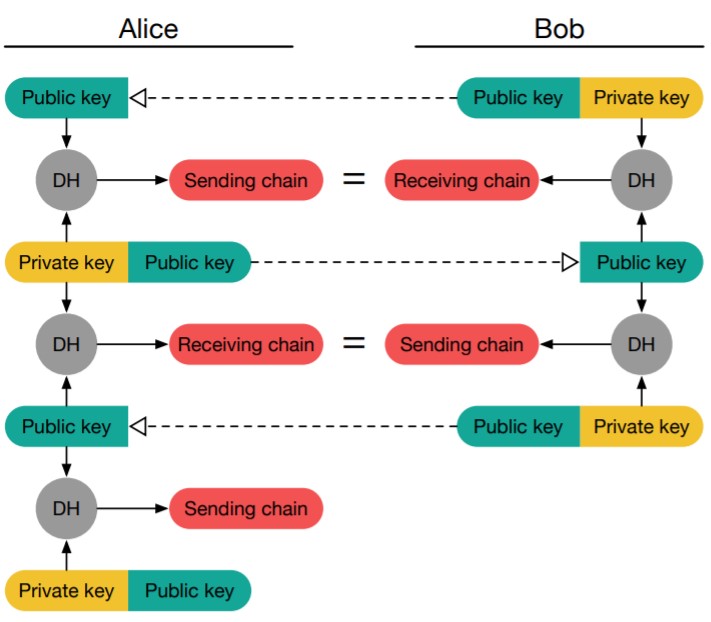 Alice Bob
Public key Public key Private key
DH Sending chain = Receiving chain DH
Private key Public key Public key
DH Receiving chain = Sending chain DH
Public key Public key Private key
DH Sending chain
Private key Public key